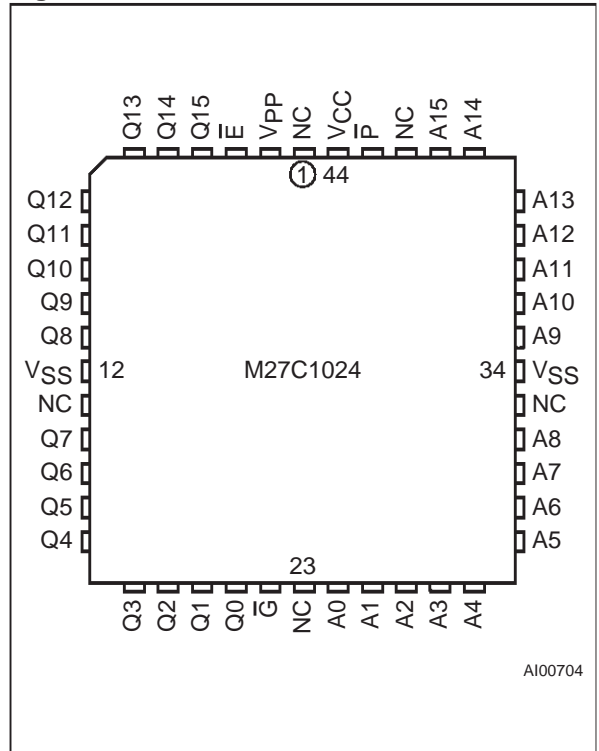 Q13 Q14 Q15 E VPP NC VCC P NC A15 A14
1 44
Q12 A13
Q11 A12
Q10 A11
Q9 A10
Q8 A9
VSS 12 M27C1024 34 VSS
NC NC
Q7 A8
Q6 A7
Q5 A6
Q4 A5
23
Q3 Q2 Q1 Q0 G NC A0 A1 A2 A3 A4
AI00704